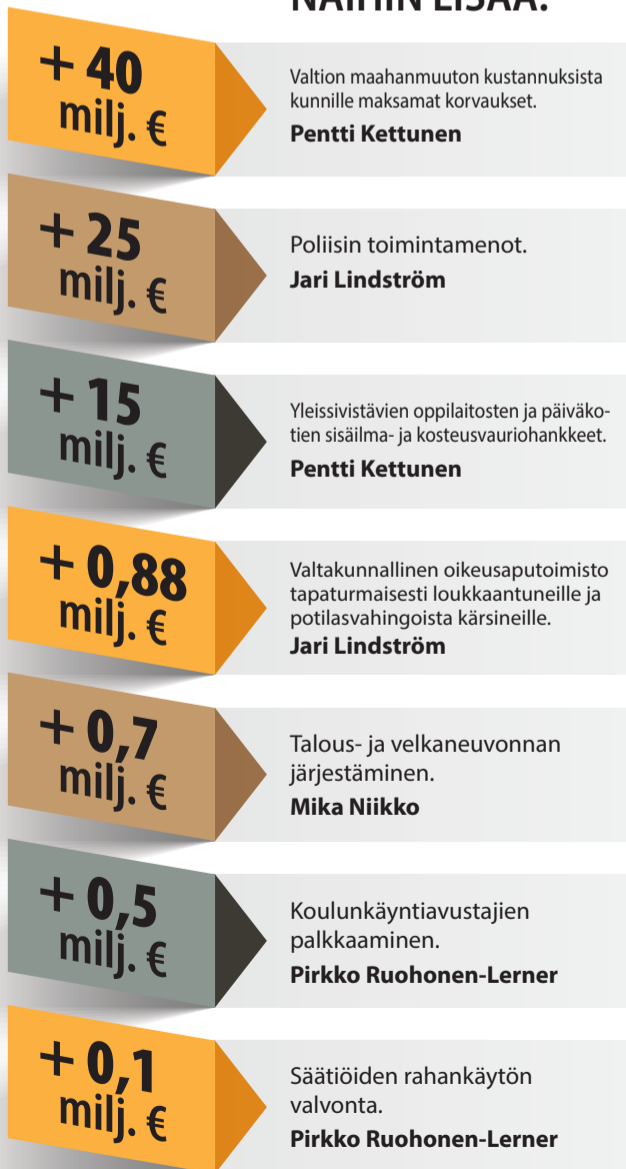 NÄIHIN LISÄÄ:
+ 40
milj. €
Valtion maahanmuuton kustannuksista
kunnille maksamat korvaukset.
Pentti Kettunen
+ 25
milj. €
Poliisin toimintamenot.
Jari Lindström
+ 15
milj. €
Yleissivistävien oppilaitosten ja päiväko-
tien sisäilma- ja kosteusvauriohankkeet.
Pentti Kettunen
+ 0,88
milj. €
Valtakunnallinen oikeusaputoimisto
tapaturmaisesti loukkaantuneille ja
potilasvahingoista kärsineille.
Jari Lindström
+ 0,7
milj. €
Talous- ja velkaneuvonnan
järjestäminen.
Mika Niikko
+ 0,5
milj. €
Koulunkäyntiavustajien
palkkaaminen.
Pirkko Ruohonen-Lerner
+ 0,1
milj. €
Säätiöiden rahankäytön
valvonta.
Pirkko Ruohonen-Lerner